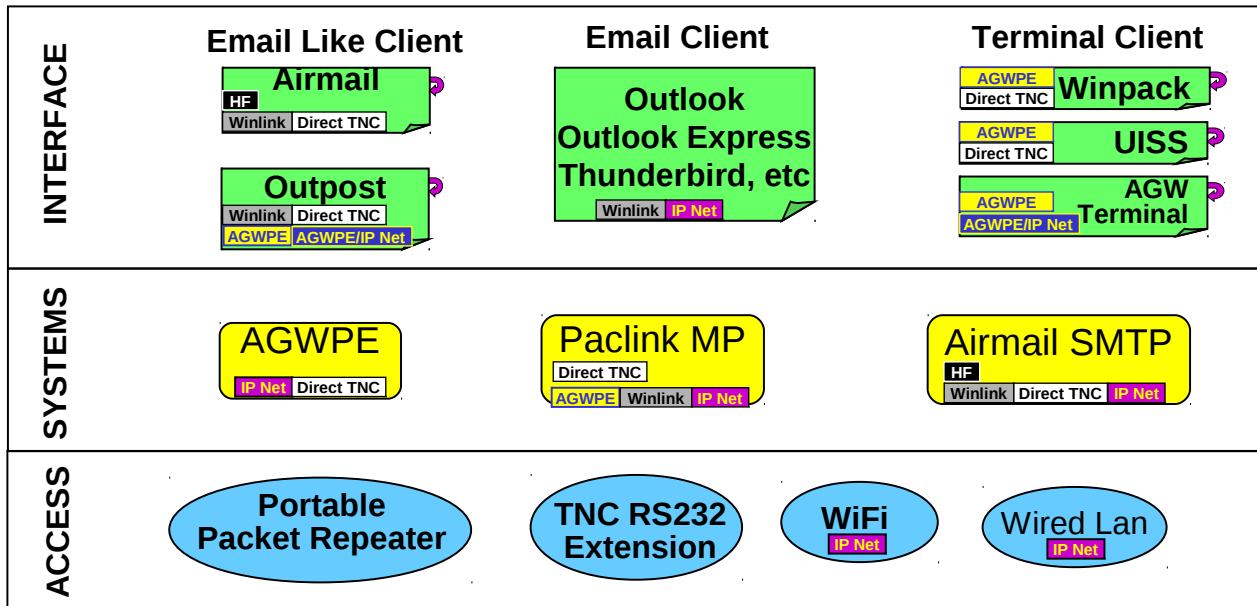 INTERFACE
Email Like Client
Airmail
HF
Winlink Direct TNC
Outpost
Winlink Direct TNC
AGWPE AGWPE/IP Net
Email Client
Outlook
Outlook Express
Thunderbird, etc
Winlink IP Net
Terminal Client
AGWPE
Direct TNC
Winpack
AGWPE
Direct TNC
UISS
AGWPE
AGWPE/IP Net
AGW
Terminal
SYSTEMS
AGWPE
IP Net Direct TNC
Paclink MP
Direct TNC
AGWPE Winlink IP Net
Airmail SMTP
HF
Winlink Direct TNC IP Net
ACCESS
Portable
Packet Repeater
TNC RS232
Extension
WiFi
IP Net
Wired Lan
IP Net